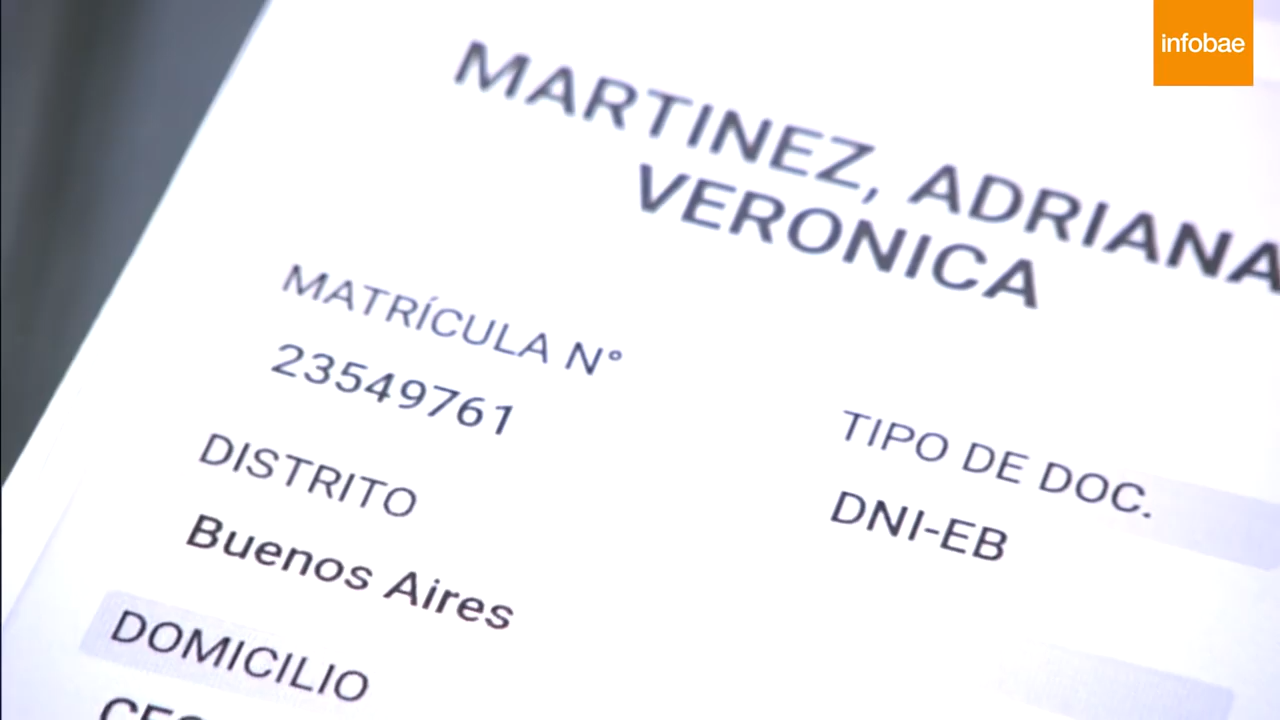 infobae
MARTINEZ, ADRIANA
VERONICA
MATRÍCULA N°
23549761
TIPO DE DOC.
DNI-EB
DISTRITO
Buenos Aires
DOMICILIO